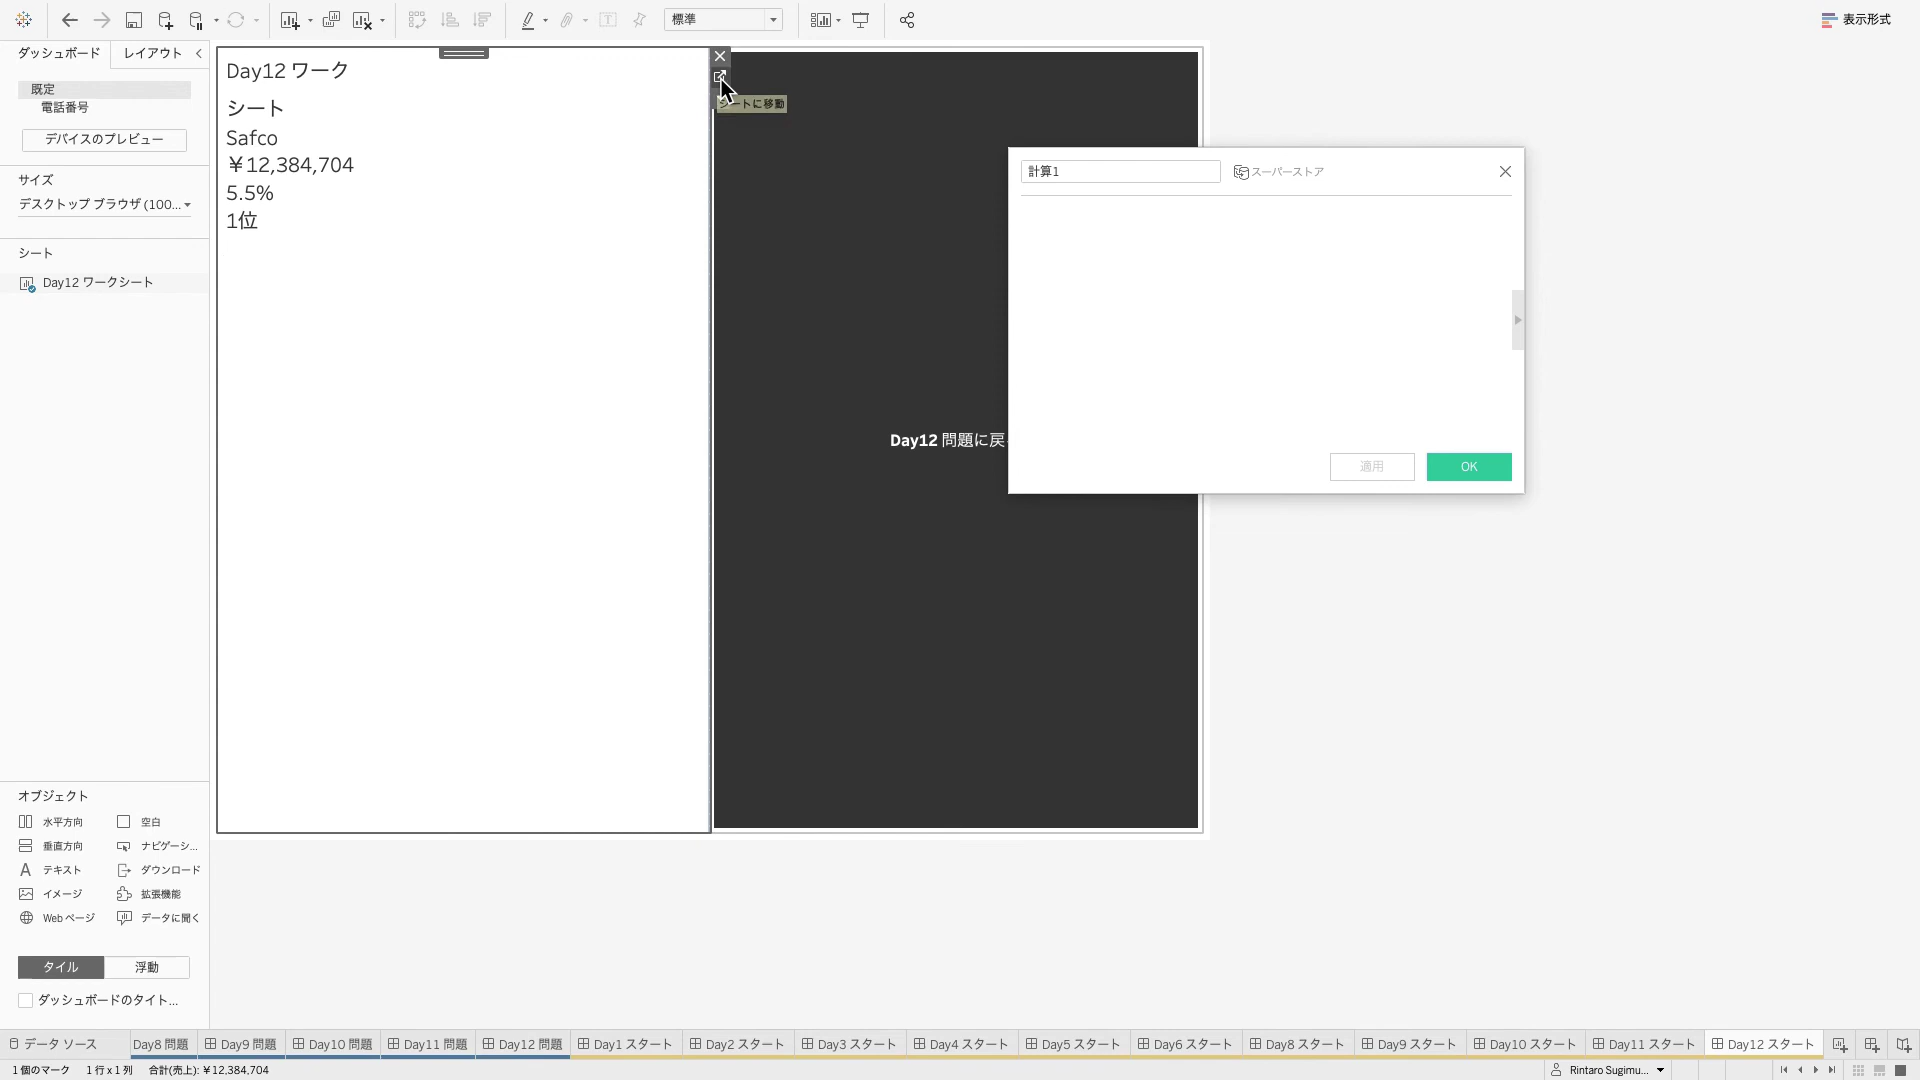 標準
表示形式
ダッシュボード
レイアウト
既定
電話番号
デバイスのプレビュー
サイズ
デスクトップ ブラウザ (100...
シート
Day12 ワークシート
Day12 ワーク
シート
Safco
¥12,384,704
5.5%
1位
シートに移動
Day12 問題に戻
計算1
スーパーストア
適用
OK
オブジェクト
水平方向
空白
垂直方向
ナビゲーシ...
テキスト
ダウンロード
イメージ
拡張機能
Web ページ
データに聞く
タイル
浮動
ダッシュボードのタイト...
データ ソース
Day8 問題
Day9 問題
Day10 問題
Day11 問題
Day12 問題
Day1 スタート
Day2 スタート
Day3 スタート
Day4 スタート
Day5 スタート
Day6 スタート
Day8 スタート
Day9 スタート
Day10 スタート
Day11 スタート
Day12 スタート
1 個のマーク
1 行 x 1 列
合計(売上): ¥12,384,704
Rintaro Sugimu...